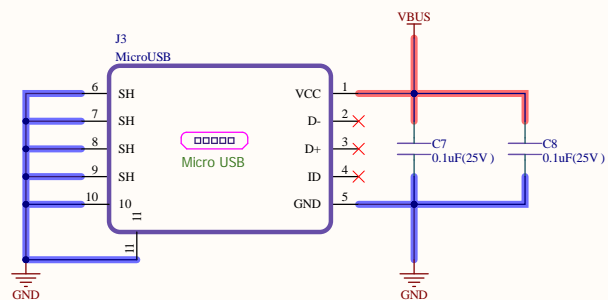 VBUS
J3
MicroUSB
6 SH VCC 1
7 SH D- 2
8 SH D+ 3
9 SH ID 4
10 10 GND 5
Micro USB
11
11
C7
0.1uF(25V)
C8
0.1uF(25V)
GND
GND